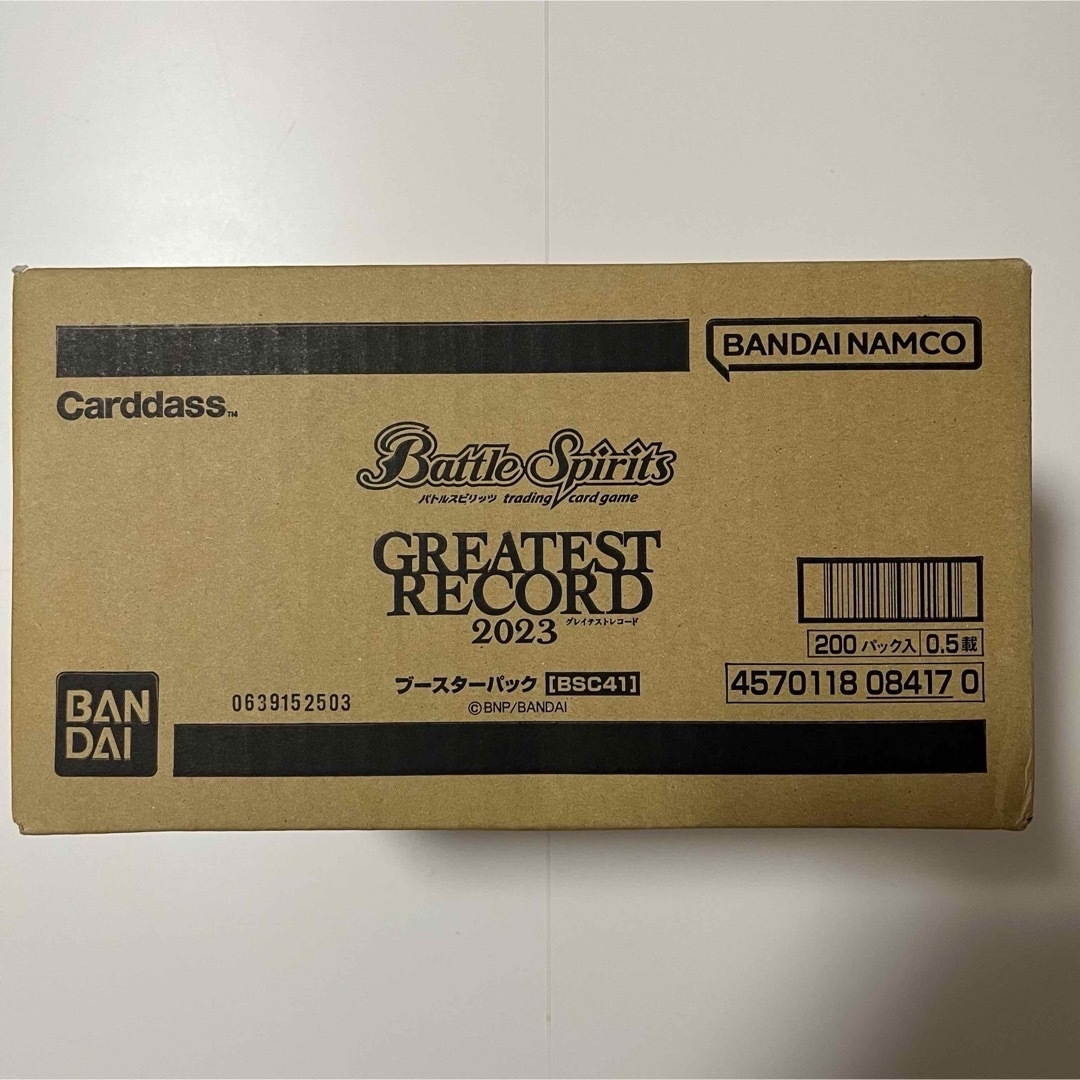 BANDAI NAMCO
Carddass™
Battle Spirits
バトルスピリッツ trading card game
GREATEST
RECORD
グレイテストレコード
2023
200 パック入 0.5載
ブースターパック [BSC41]
4570118 08417 0
0639152503
©BNP/BANDAI
BAN
DAI